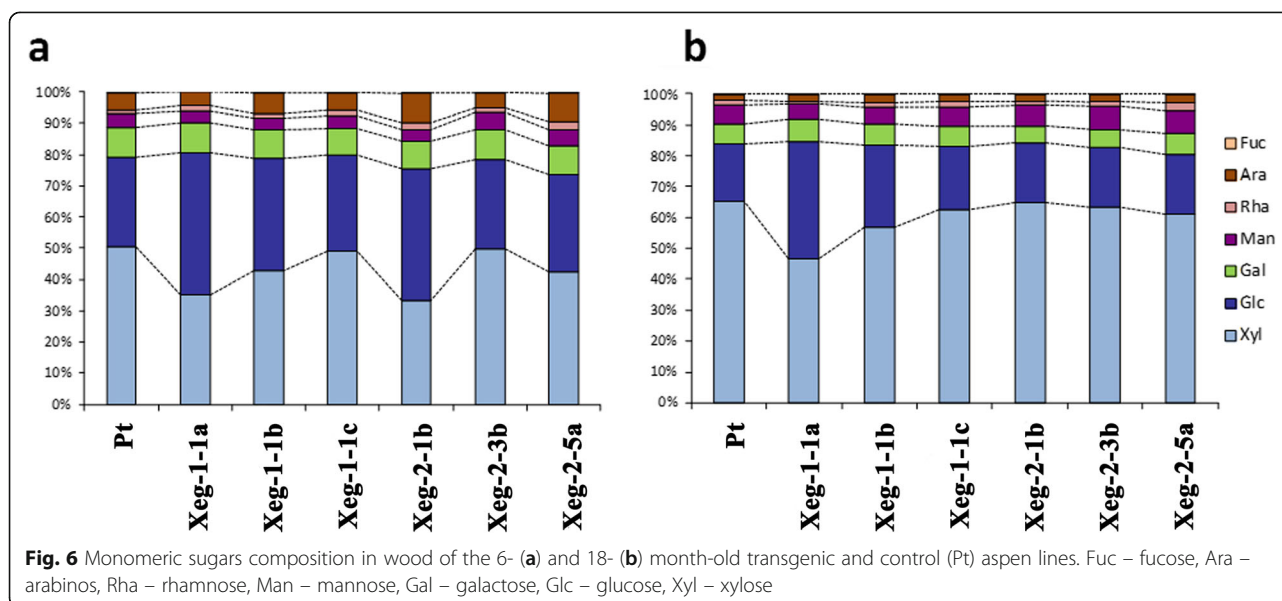 a
100%
90%
80%
70%
60%
50%
40%
30%
20%
10%
0%
Pt
Xeg-1-1a
Xeg-1-1b
Xeg-1-1c
Xeg-2-1b
Xeg-2-3b
Xeg-2-5a
b
100%
90%
80%
70%
60%
50%
40%
30%
20%
10%
0%
Pt
Xeg-1-1a
Xeg-1-1b
Xeg-1-1c
Xeg-2-1b
Xeg-2-3b
Xeg-2-5a
Fuc
Ara
Rha
Man
Gal
Glc
Xyl
Fig. 6 Monomeric sugars composition in wood of the 6- (a) and 18- (b) month-old transgenic and control (Pt) aspen lines. Fuc – fucose, Ara –
arabinos, Rha – rhamnose, Man – mannose, Gal – galactose, Glc – glucose, Xyl – xylose